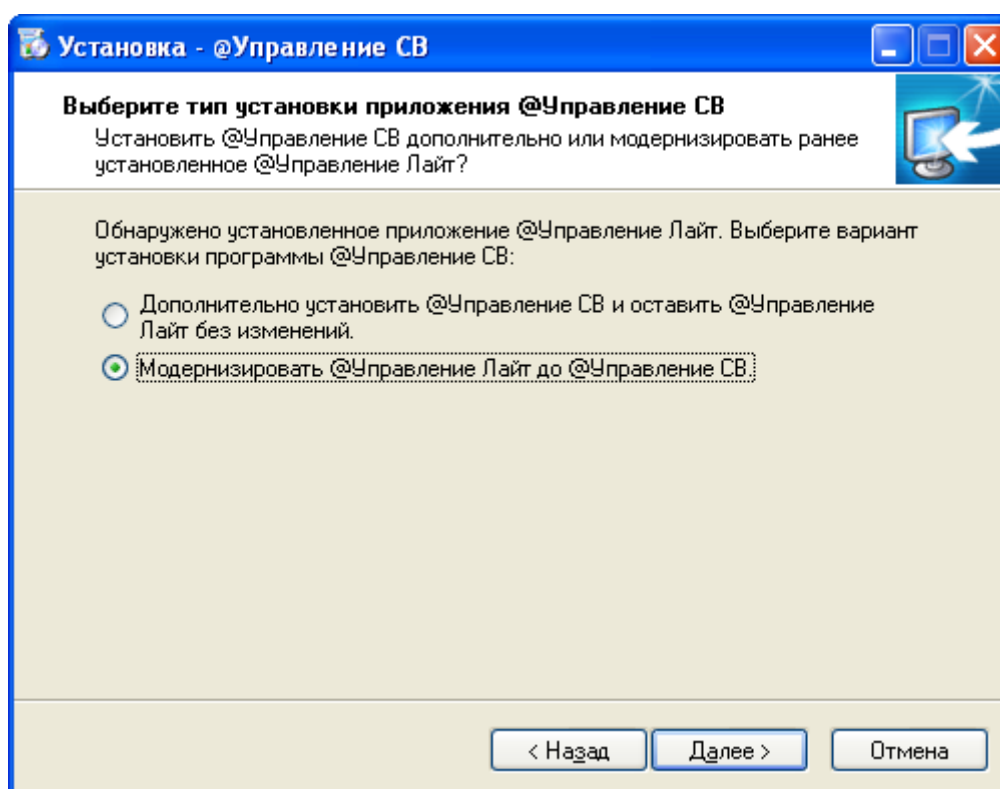 Установка - @Управление СВ
Выберите тип установки приложения @Управление СВ
Установить @Управление СВ дополнительно или модернизировать ранее
установленное @Управление Лайт?
Обнаружено установленное приложение @Управление Лайт. Выберите вариант
установки программы @Управление СВ:
Дополнительно установить @Управление СВ и оставить @Управление
Лайт без изменений.
Модернизировать @Управление Лайт до @Управление СВ.
< Назад
Далее >
Отмена